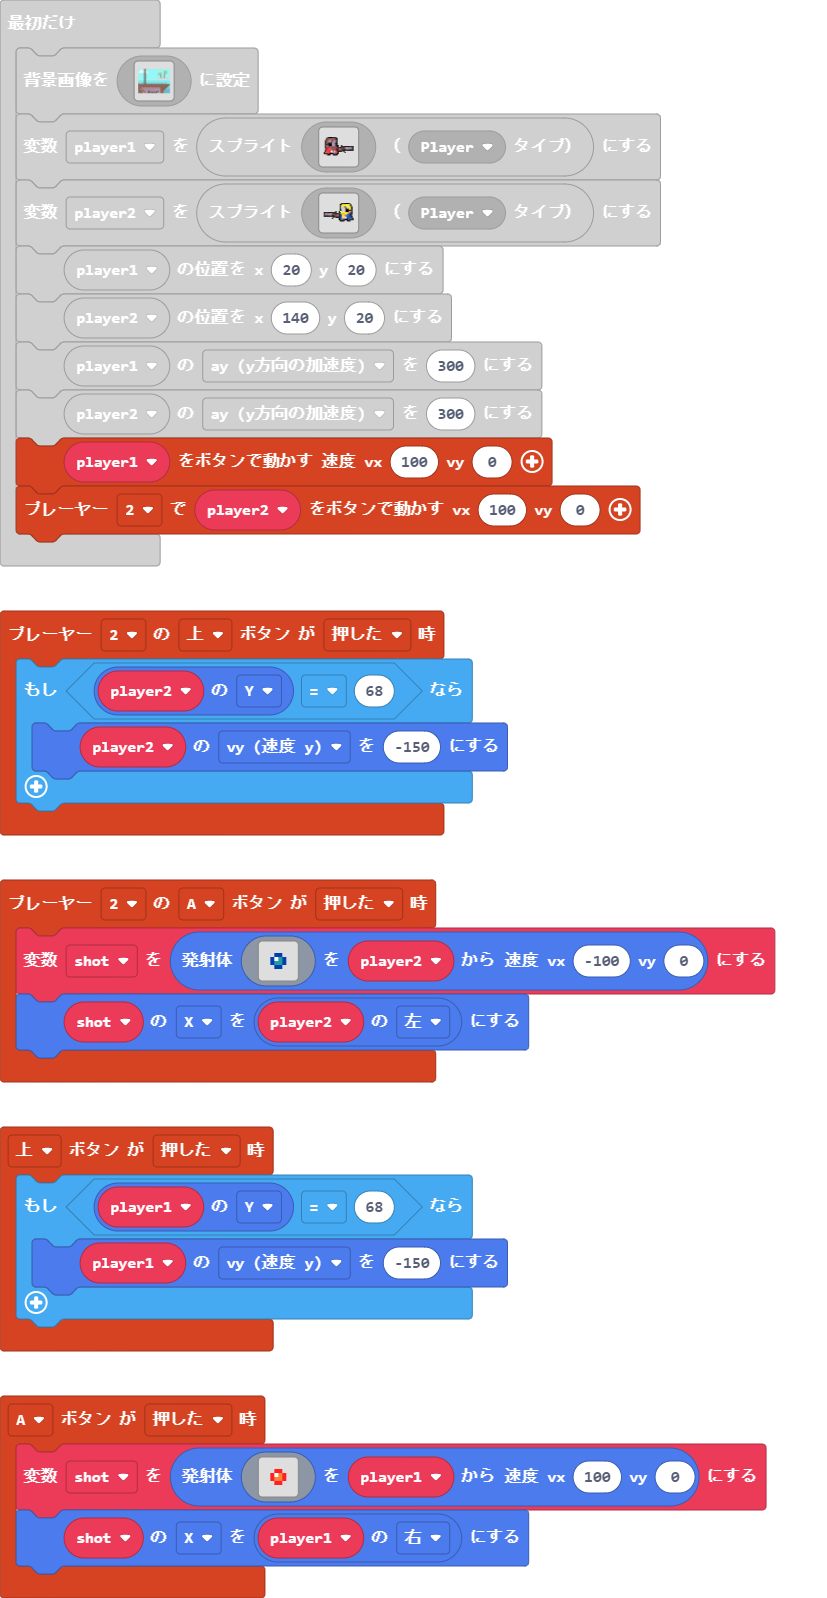 最初だけ
背景画像を に設定
変数 player1 を スプライト ( Player タイプ) にする
変数 player2 を スプライト ( Player タイプ) にする
player1 の位置を x 20 y 20 にする
player2 の位置を x 140 y 20 にする
player1 の ay (y方向の加速度) を 300 にする
player2 の ay (y方向の加速度) を 300 にする
player1 をボタンで動かす 速度 vx 100 vy 0
プレーヤー 2 で player2 をボタンで動かす vx 100 vy 0
プレーヤー 2 の 上 ボタン が 押した 時
もし player2 の Y = 68 なら
player2 の vy (速度 y) を -150 にする
プレーヤー 2 の A ボタン が 押した 時
変数 shot を 発射体 を player2 から 速度 vx -100 vy 0 にする
shot の X を player2 の 左 にする
上 ボタン が 押した 時
もし player1 の Y = 68 なら
player1 の vy (速度 y) を -150 にする
A ボタン が 押した 時
変数 shot を 発射体 を player1 から 速度 vx 100 vy 0 にする
shot の X を player1 の 右 にする